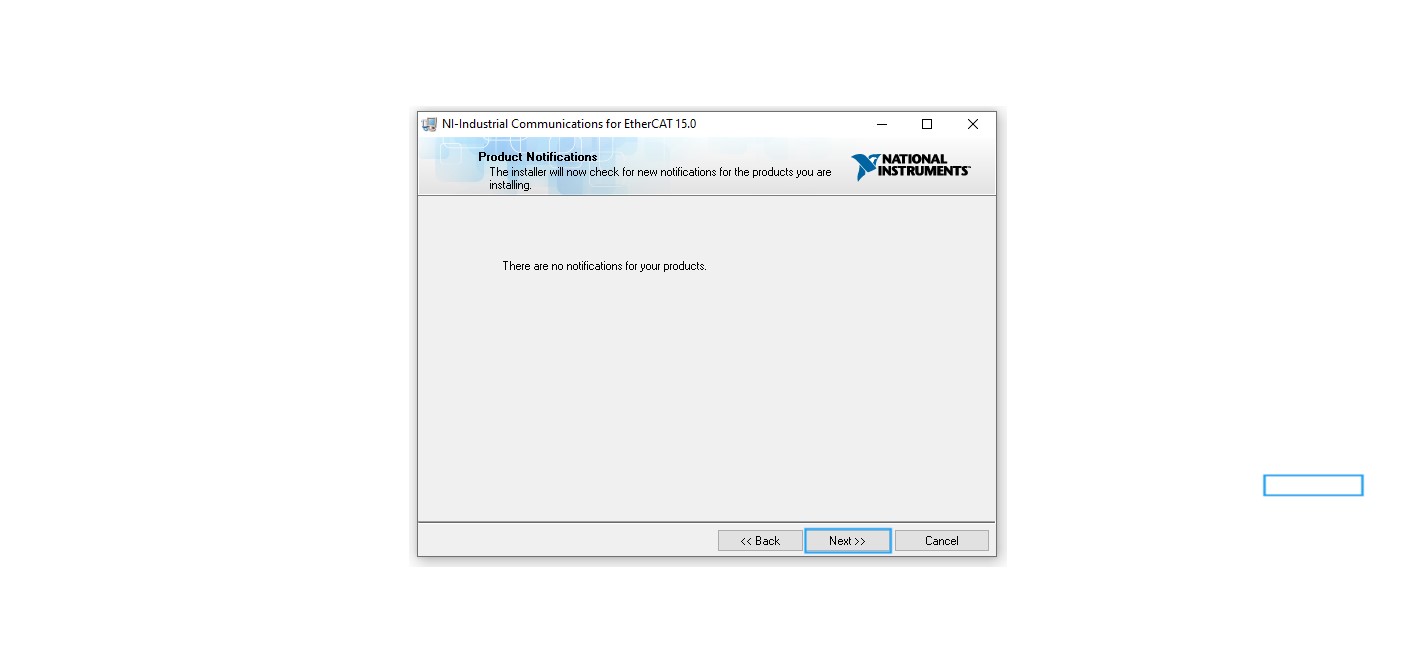 NI-Industrial Communications for EtherCAT 15.0
Product Notifications
The installer will now check for new notifications for the products you are
installing.
NATIONAL
INSTRUMENTS™
There are no notifications for your products.
<< Back
Next >>
Cancel